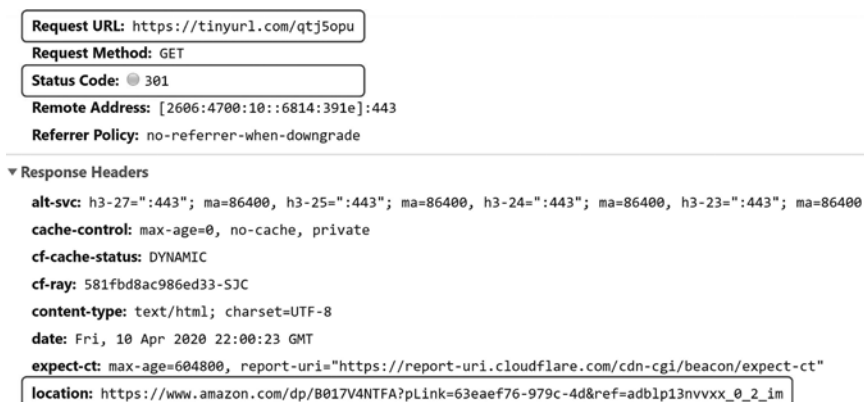 Request URL: https://tinyurl.com/qtj5opu
Request Method: GET
Status Code: 301
Remote Address: [2606:4700:10::6814:391e]:443
Referrer Policy: no-referrer-when-downgrade
Response Headers
alt-svc: h3-27=":443"; ma=86400, h3-25=":443"; ma=86400, h3-24=":443"; ma=86400, h3-23=":443"; ma=86400
cache-control: max-age=0, no-cache, private
cf-cache-status: DYNAMIC
cf-ray: 581fbd8ac986ed33-SJC
content-type: text/html; charset=UTF-8
date: Fri, 10 Apr 2020 22:00:23 GMT
expect-ct: max-age=604800, report-uri="https://report-uri.cloudflare.com/cdn-cgi/beacon/expect-ct"
location: https://www.amazon.com/dp/B017V4NTFA?pLink=63eaef76-979c-4d&ref=adblp13nvvxx_0_2_im